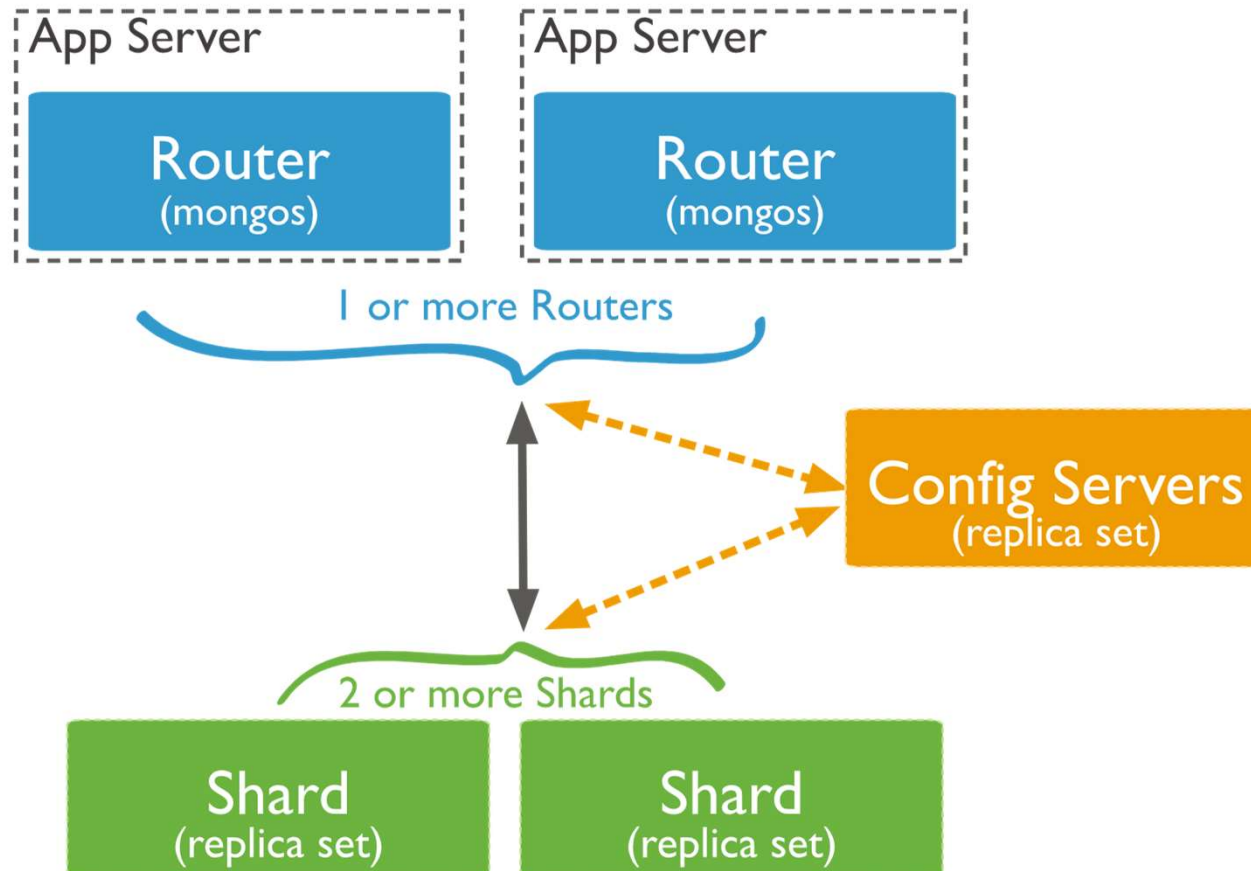 App Server
App Server
Router
(mongos)
Router
(mongos)
1 or more Routers
Config Servers
(replica set)
2 or more Shards
Shard
(replica set)
Shard
(replica set)